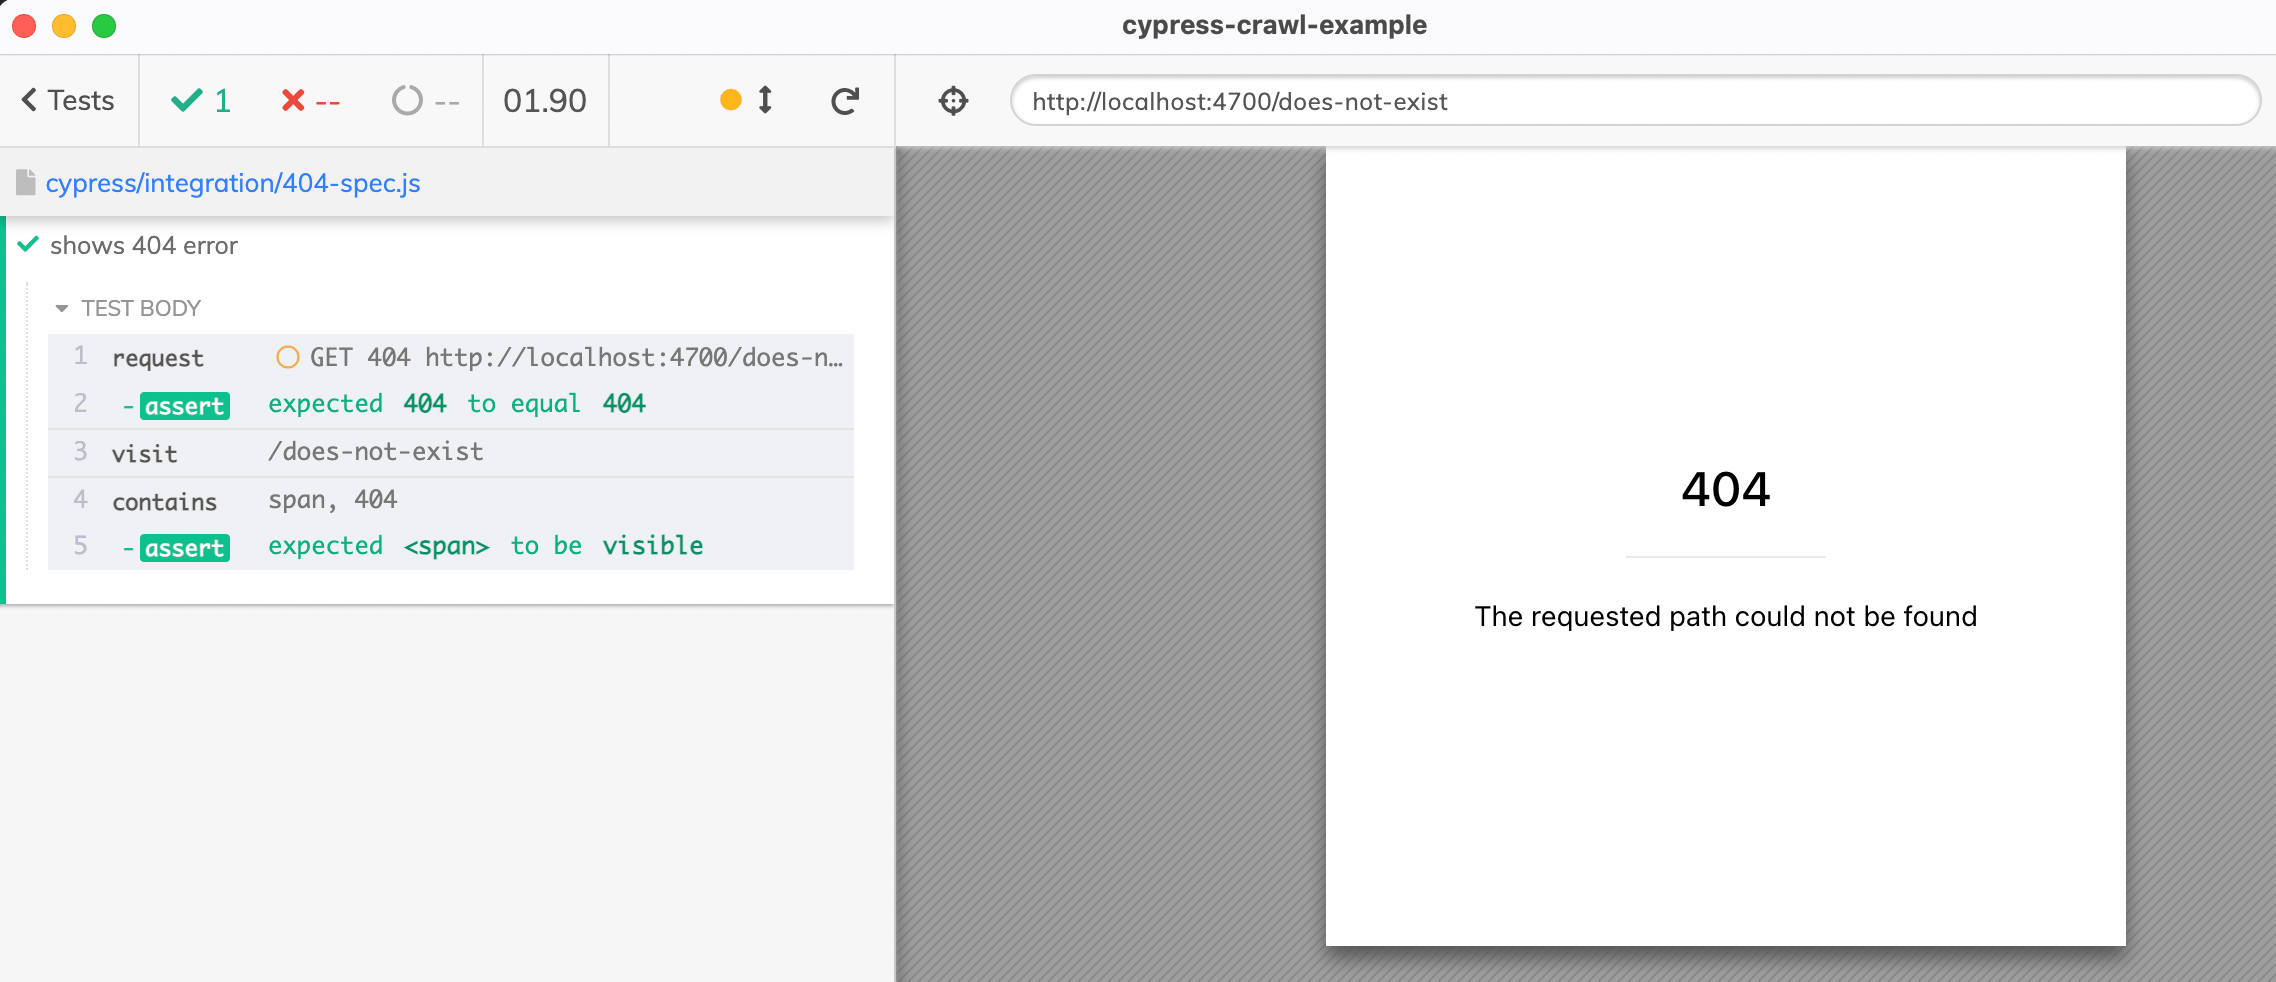 cypress-crawl-example
Tests 1 -- -- 01.90
http://localhost:4700/does-not-exist
cypress/integration/404-spec.js
shows 404 error
TEST BODY
1 request GET 404 http://localhost:4700/does-n…
2 -assert expected 404 to equal 404
3 visit /does-not-exist
4 contains span, 404
5 -assert expected <span> to be visible
404
The requested path could not be found